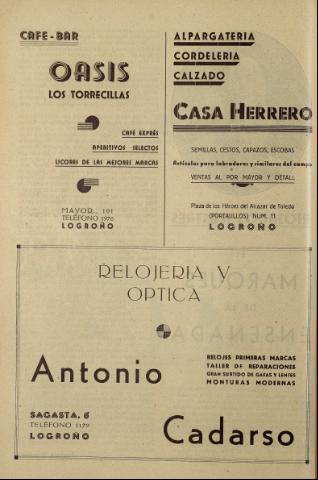 CAFE-BAR
OASIS
LOS TORRECILLAS
CAFÉ EXPRÉS
APERITIVOS SELECTOS
LICORES DE LAS MEJORES MARCAS
MAYOR, 101
TELÉFONO 1976
LOGROÑO
ALPARGATERIA
CORDELERIA
CALZADO
CASA HERRERO
SEMILLAS, CESTOS, CAPAZOS, ESCOBAS
Artículos para labradores y similares del campo
VENTAS AL POR MAYOR Y DETALL
Plaza de los Héroes del Alcázar de Toledo
(PORTALILLOS) NUM. 11
LOGROÑO
RELOJERIA Y
OPTICA
RELOJES PRIMERAS MARCAS
TALLER DE REPARACIONES
GRAN SURTIDO DE GAFAS Y LENTES
MONTURAS MODERNAS
Antonio
SAGASTA, 6
TELÉFONO 1179
LOGROÑO
Cadarso